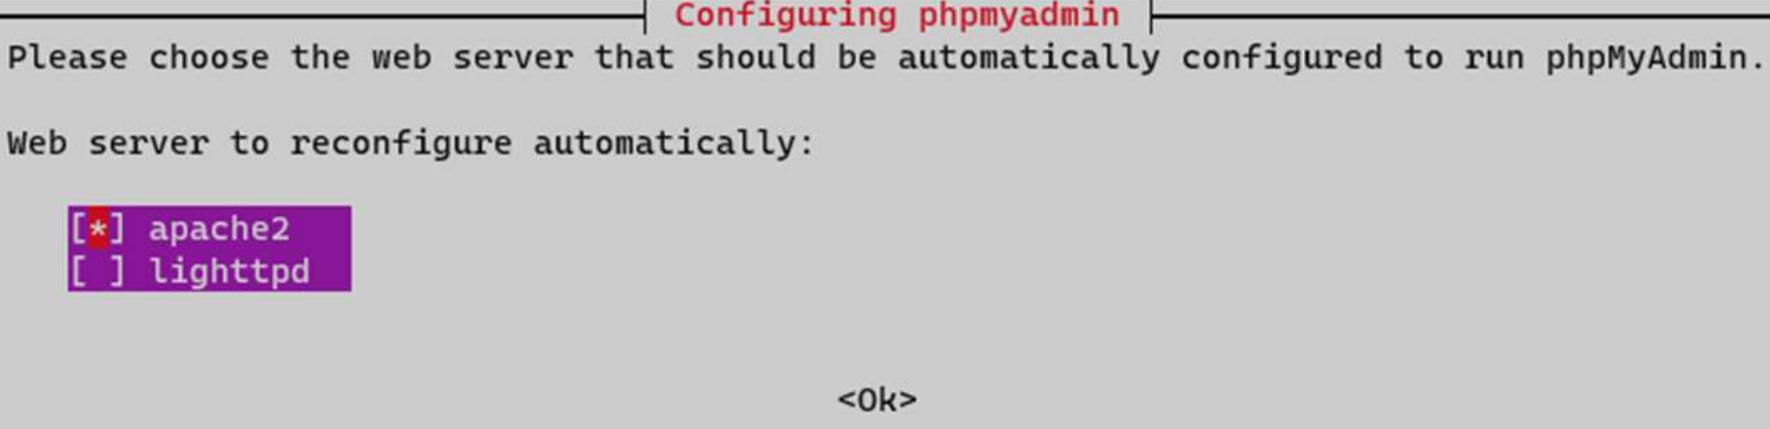 Configuring phpmyadmin
Please choose the web server that should be automatically configured to run phpMyAdmin.
Web server to reconfigure automatically:
[*] apache2
[ ] lighttpd
<Ok>